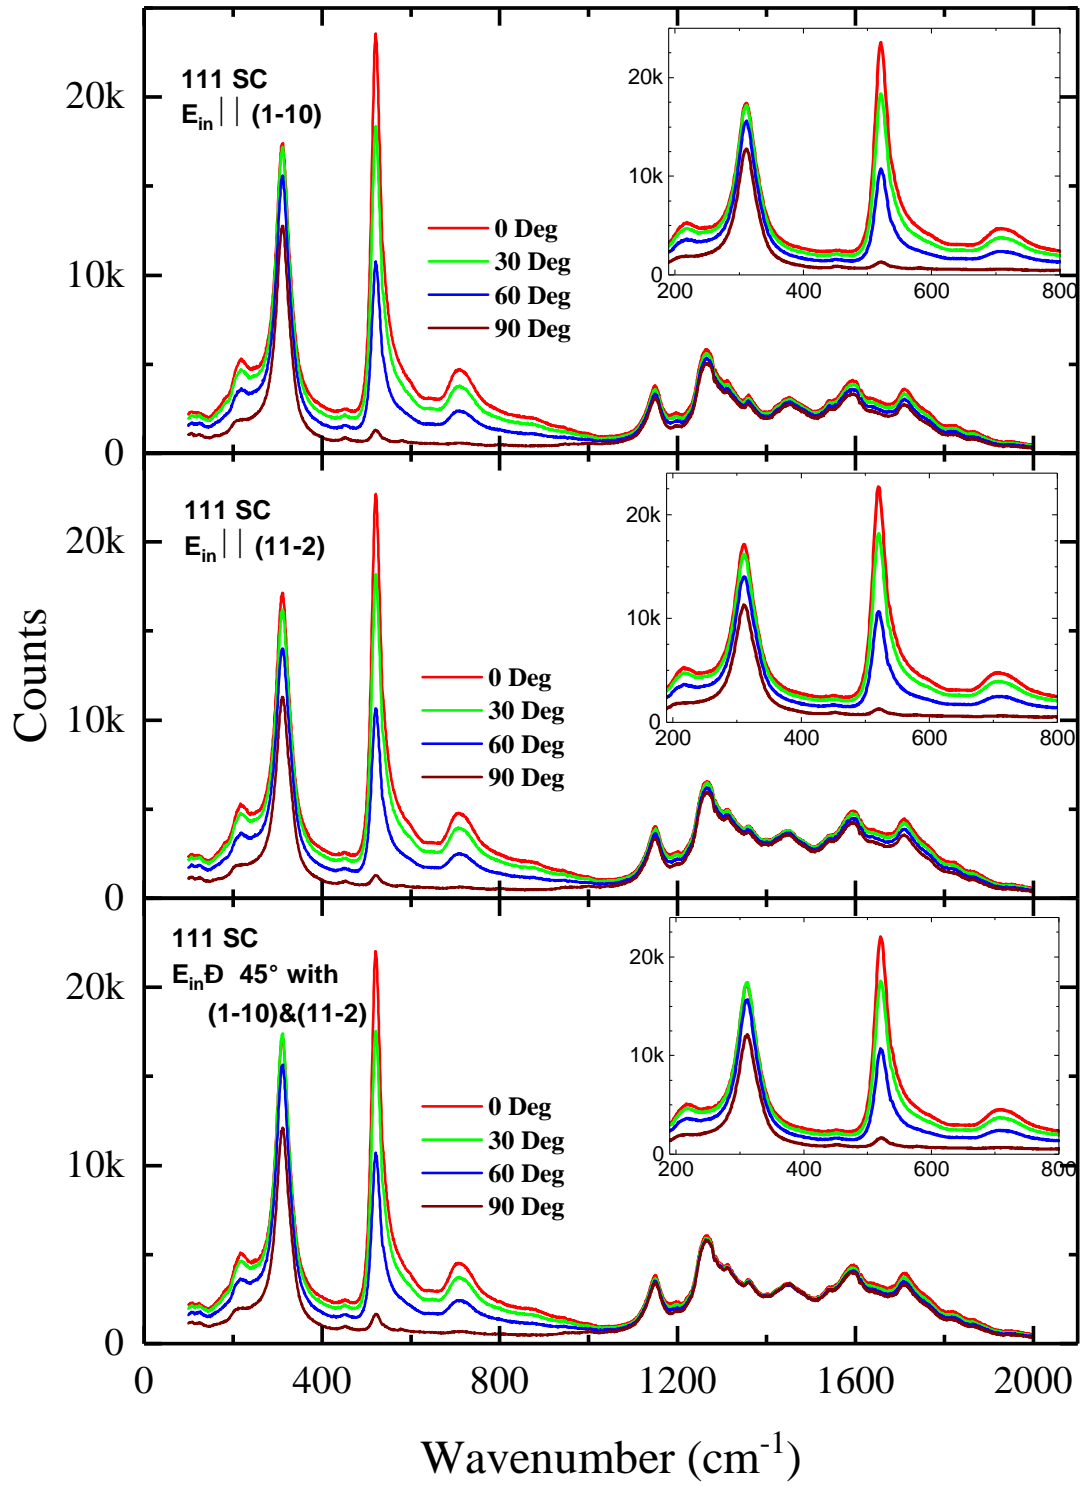 111 SC
E_in || (1-10)
20k
10k
0
0 Deg
30 Deg
60 Deg
90 Deg
20k
10k
0
200 400 600 800
111 SC
E_in || (11-2)
20k
10k
0
0 Deg
30 Deg
60 Deg
90 Deg
20k
10k
0
200 400 600 800
111 SC
E_inĐ 45° with
(1-10)&(11-2)
20k
10k
0
0 Deg
30 Deg
60 Deg
90 Deg
20k
10k
0
200 400 600 800
Counts
0 400 800 1200 1600 2000
Wavenumber (cm⁻¹)